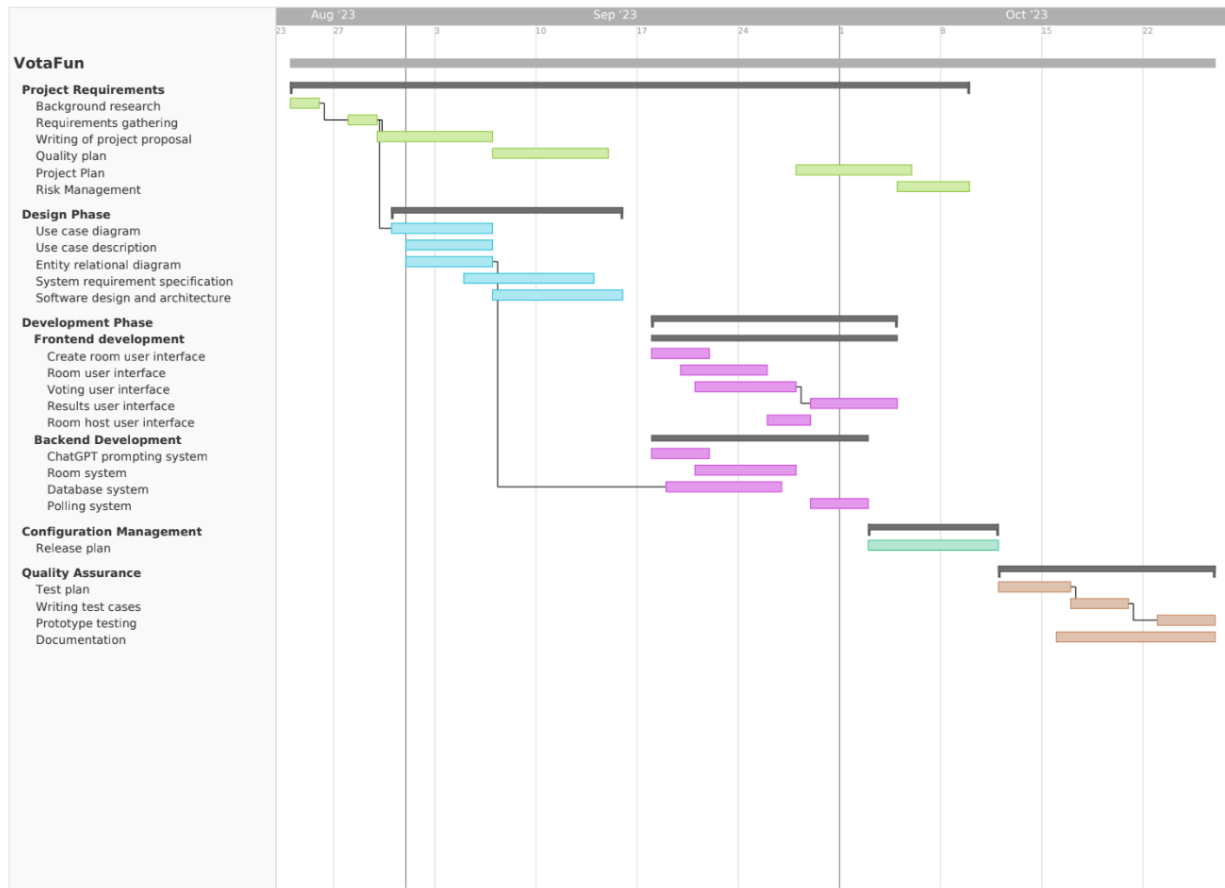 Aug '23 Sep '23 Oct '23
23 27 3 10 17 24 1 8 15 22
VotaFun
Project Requirements
Background research
Requirements gathering
Writing of project proposal
Quality plan
Project Plan
Risk Management
Design Phase
Use case diagram
Use case description
Entity relational diagram
System requirement specification
Software design and architecture
Development Phase
Frontend development
Create room user interface
Room user interface
Voting user interface
Results user interface
Room host user interface
Backend Development
ChatGPT prompting system
Room system
Database system
Polling system
Configuration Management
Release plan
Quality Assurance
Test plan
Writing test cases
Prototype testing
Documentation